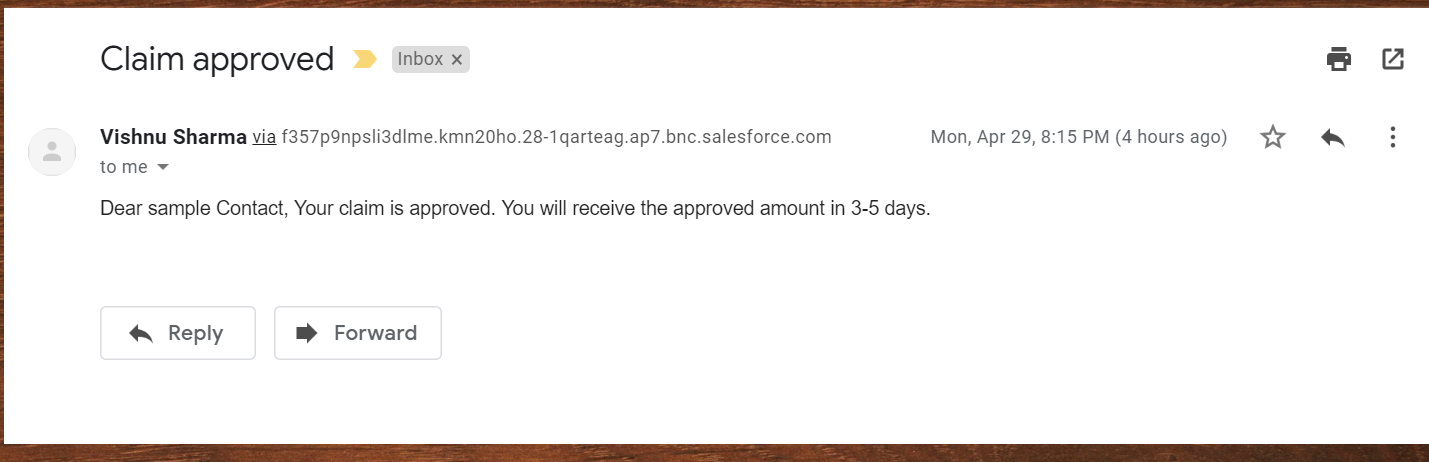 Claim approved Inbox ×
Vishnu Sharma via f357p9npsli3dlme.kmn20ho.28-1qarteag.ap7.bnc.salesforce.com Mon, Apr 29, 8:15 PM (4 hours ago)
to me
Dear sample Contact, Your claim is approved. You will receive the approved amount in 3-5 days.
Reply Forward